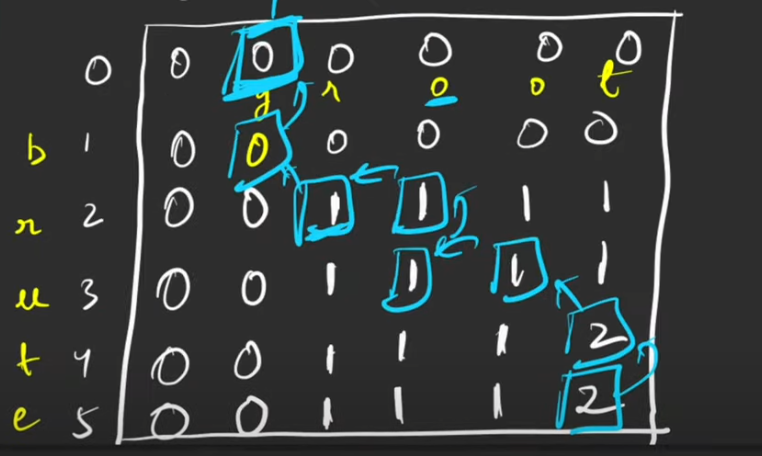 0 0 0 0 0 0 0
g r o o t
b 1 0 0 0 0 0 0
r 2 0 0 1 1 1 1
u 3 0 0 1 1 1 1
t 4 0 0 1 1 1 2
e 5 0 0 1 1 1 2